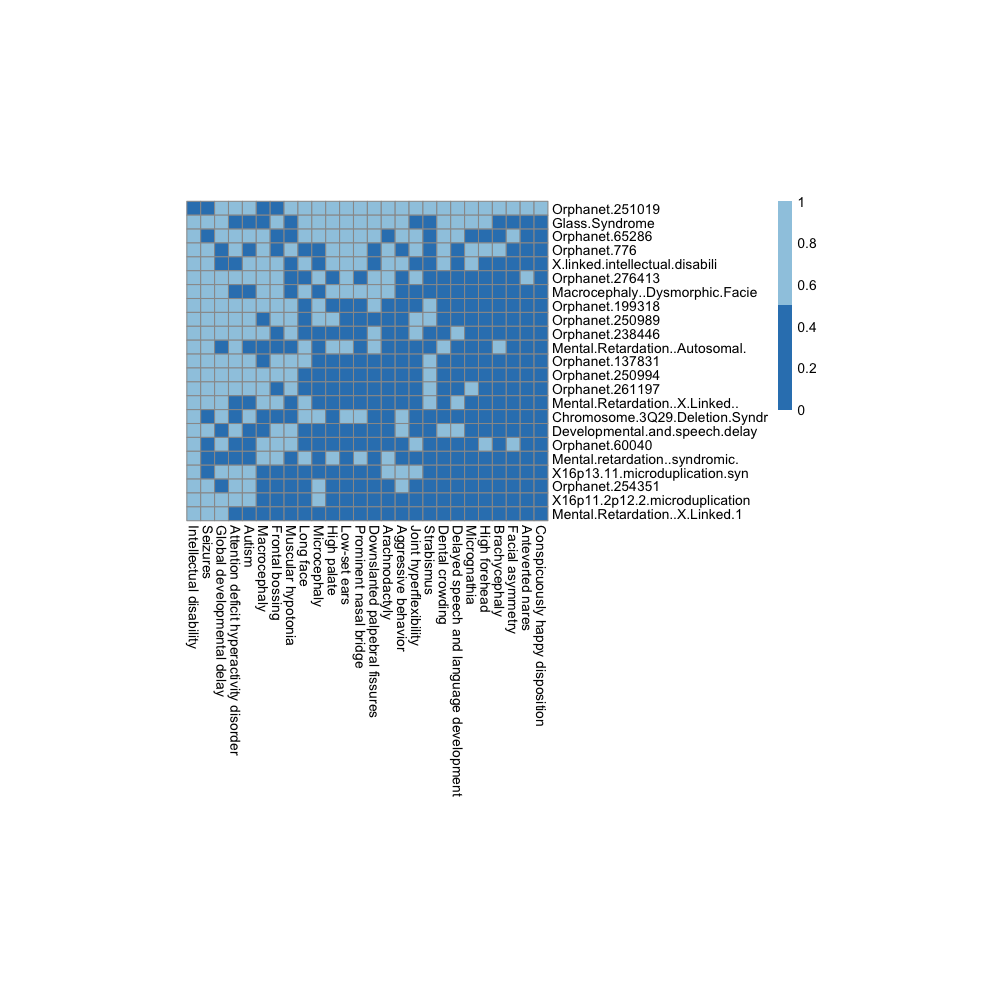 Orphanet.251019
Glass.Syndrome
Orphanet.65286
Orphanet.776
X.linked.intellectual.disabili
Orphanet.276413
Macrocephaly..Dysmorphic.Facie
Orphanet.199318
Orphanet.250989
Orphanet.238446
Mental.Retardation..Autosomal.
Orphanet.137831
Orphanet.250994
Orphanet.261197
Mental.Retardation..X.Linked..
Chromosome.3Q29.Deletion.Syndr
Developmental.and.speech.delay
Orphanet.60040
Mental.retardation..syndromic.
X16p13.11.microduplication.syn
Orphanet.254351
X16p11.2p12.2.microduplication
Mental.Retardation..X.Linked.1
1
0.8
0.6
0.4
0.2
0
Intellectual disability
Seizures
Global developmental delay
Attention deficit hyperactivity disorder
Autism
Macrocephaly
Frontal bossing
Muscular hypotonia
Long face
Microcephaly
High palate
Low-set ears
Prominent nasal bridge
Downslanted palpebral fissures
Arachnodactyly
Aggressive behavior
Joint hyperflexibility
Strabismus
Dental crowding
Delayed speech and language development
Micrognathia
High forehead
Brachycephaly
Facial asymmetry
Anteverted nares
Conspicuously happy disposition